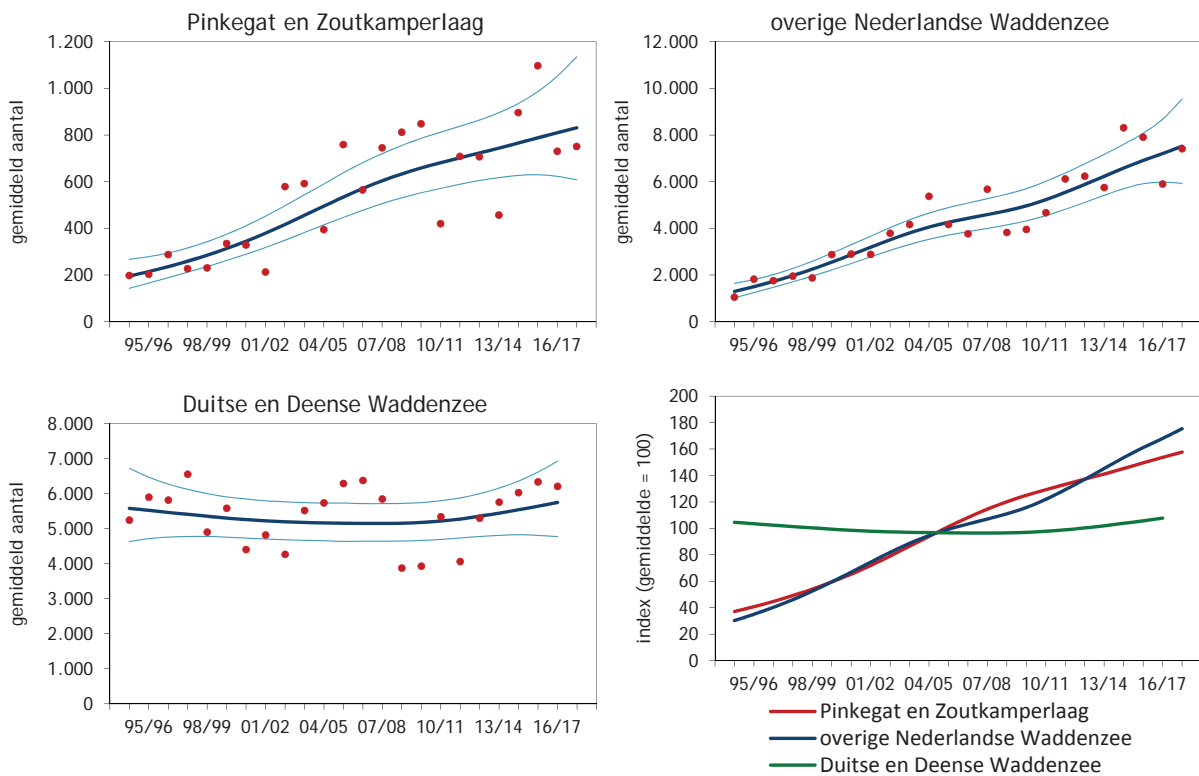 Pinkegat en Zoutkamperlaag
gemiddeld aantal
1.200
1.000
800
600
400
200
0
95/96 98/99 01/02 04/05 07/08 10/11 13/14 16/17
overige Nederlandse Waddenzee
gemiddeld aantal
12.000
10.000
8.000
6.000
4.000
2.000
0
95/96 98/99 01/02 04/05 07/08 10/11 13/14 16/17
Duitse en Deense Waddenzee
gemiddeld aantal
8.000
7.000
6.000
5.000
4.000
3.000
2.000
1.000
0
95/96 98/99 01/02 04/05 07/08 10/11 13/14 16/17
index (gemiddelde = 100)
200
180
160
140
120
100
80
60
40
20
0
95/96 98/99 01/02 04/05 07/08 10/11 13/14 16/17
Pinkegat en Zoutkamperlaag
overige Nederlandse Waddenzee
Duitse en Deense Waddenzee